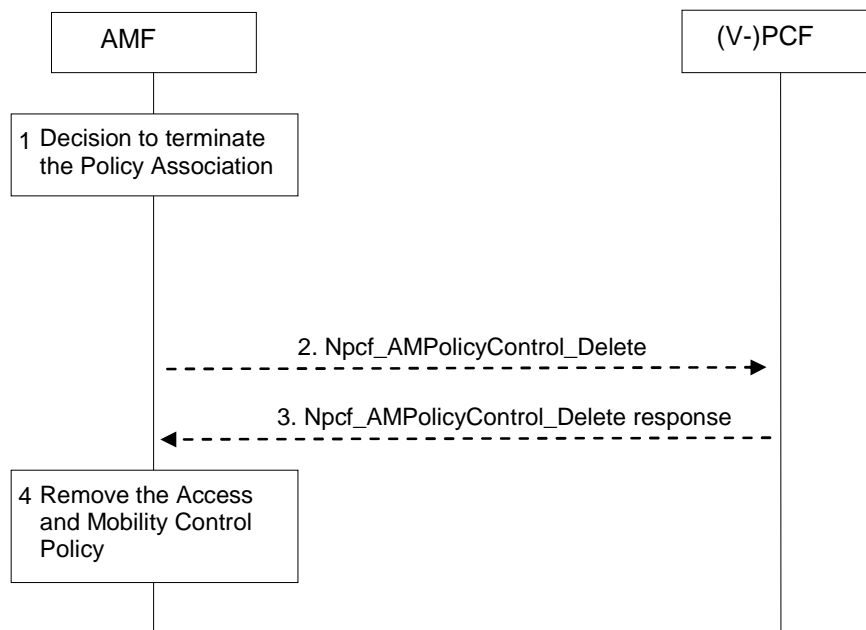 AMF
(V-)PCF
1 Decision to terminate
the Policy Association
2. Npcf_AMPolicyControl_Delete
3. Npcf_AMPolicyControl_Delete response
4 Remove the Access
and Mobility Control
Policy